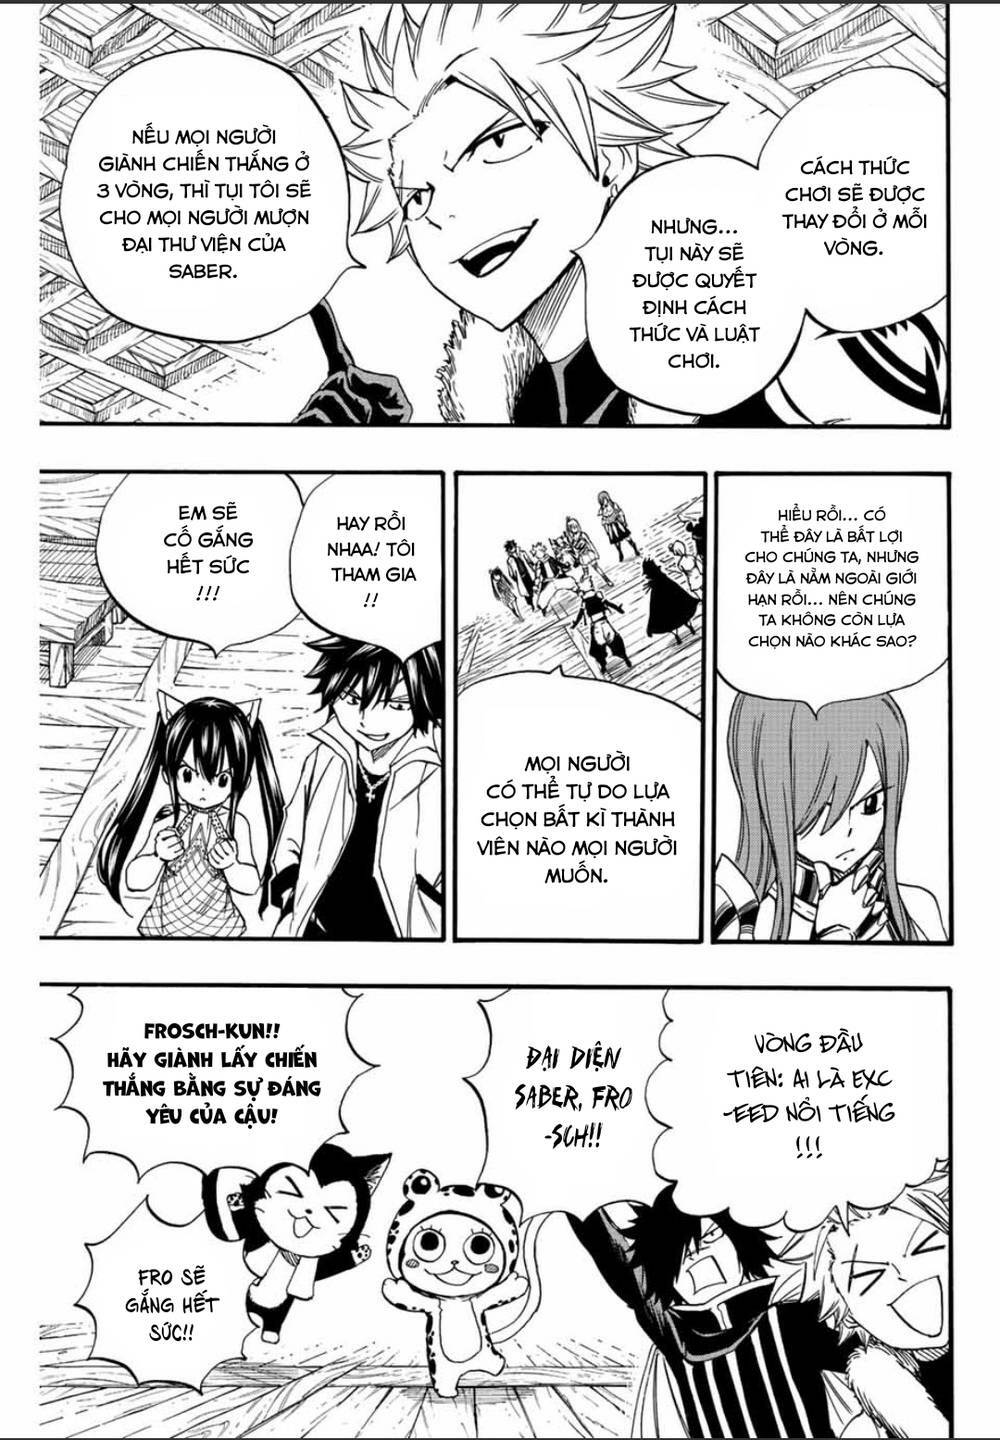 CÁCH THỨC
CHƠI SẼ ĐƯỢC
THAY ĐỔI Ở MỖI
VÒNG.
NHƯNG...
TỤI NÀY SẼ
ĐƯỢC QUYẾT
ĐỊNH CÁCH
THỨC VÀ LUẬT
CHƠI.
NẾU MỌI NGƯỜI
GIÀNH CHIẾN THẮNG Ở
3 VÒNG, THÌ TỤI TÔI SẼ
CHO MỌI NGƯỜI MƯỢN
ĐẠI THƯ VIỆN CỦA
SABER.
HIỂU RỒI... CÓ
THỂ ĐÂY LÀ BẤT LỢI
CHO CHÚNG TA, NHƯNG
ĐÂY LÀ NẰM NGOÀI GIỚI
HẠN RỒI... NÊN CHÚNG
TA KHÔNG CÒN LỰA
CHỌN NÀO KHÁC SAO?
MỌI NGƯỜI
CÓ THỂ TỰ DO LỰA
CHỌN BẤT KÌ THÀNH
VIÊN NÀO MỌI NGƯỜI
MUỐN.
HAY RỒI
NHAA! TÔI
THAM GIA
!!
EM SẼ
CỐ GẮNG
HẾT SỨC
!!!
VÒNG ĐẦU
TIÊN: AI LÀ EXC
-EED NỔI TIẾNG
!!!
ĐẠI DIỆN
SABER, FRO
-SCH!!
FROSCH-KUN!!
HÃY GIÀNH LẤY CHIẾN
THẮNG BẰNG SỰ ĐÁNG
YÊU CỦA CẬU!
FRO SẼ
GẮNG HẾT
SỨC!!